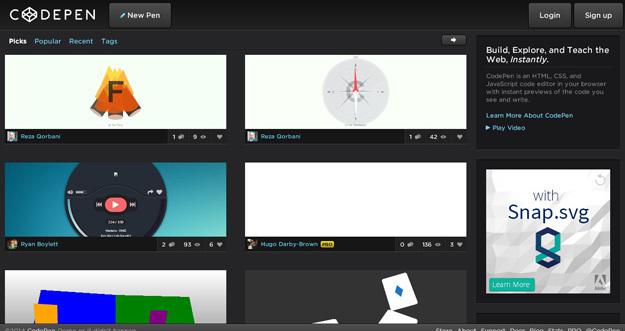 CODEPEN
New Pen
Login
Sign up
Picks
Popular
Recent
Tags
F
Reza Qorbani
1
9
Reza Qorbani
1
42
Build, Explore, and Teach the
Web, Instantly.
CodePen is an HTML, CSS, and
JavaScript code editor in your browser
with instant previews of the code you
see and write.
Learn More About CodePen
Play Video
Ryan Boylett
2
93
6
Hugo Darby-Brown PRO
0
136
3
with
Snap.svg
Learn More
Adobe
©2014 CodePen
Store About Support Docs Blog Stats PRO @CodePen